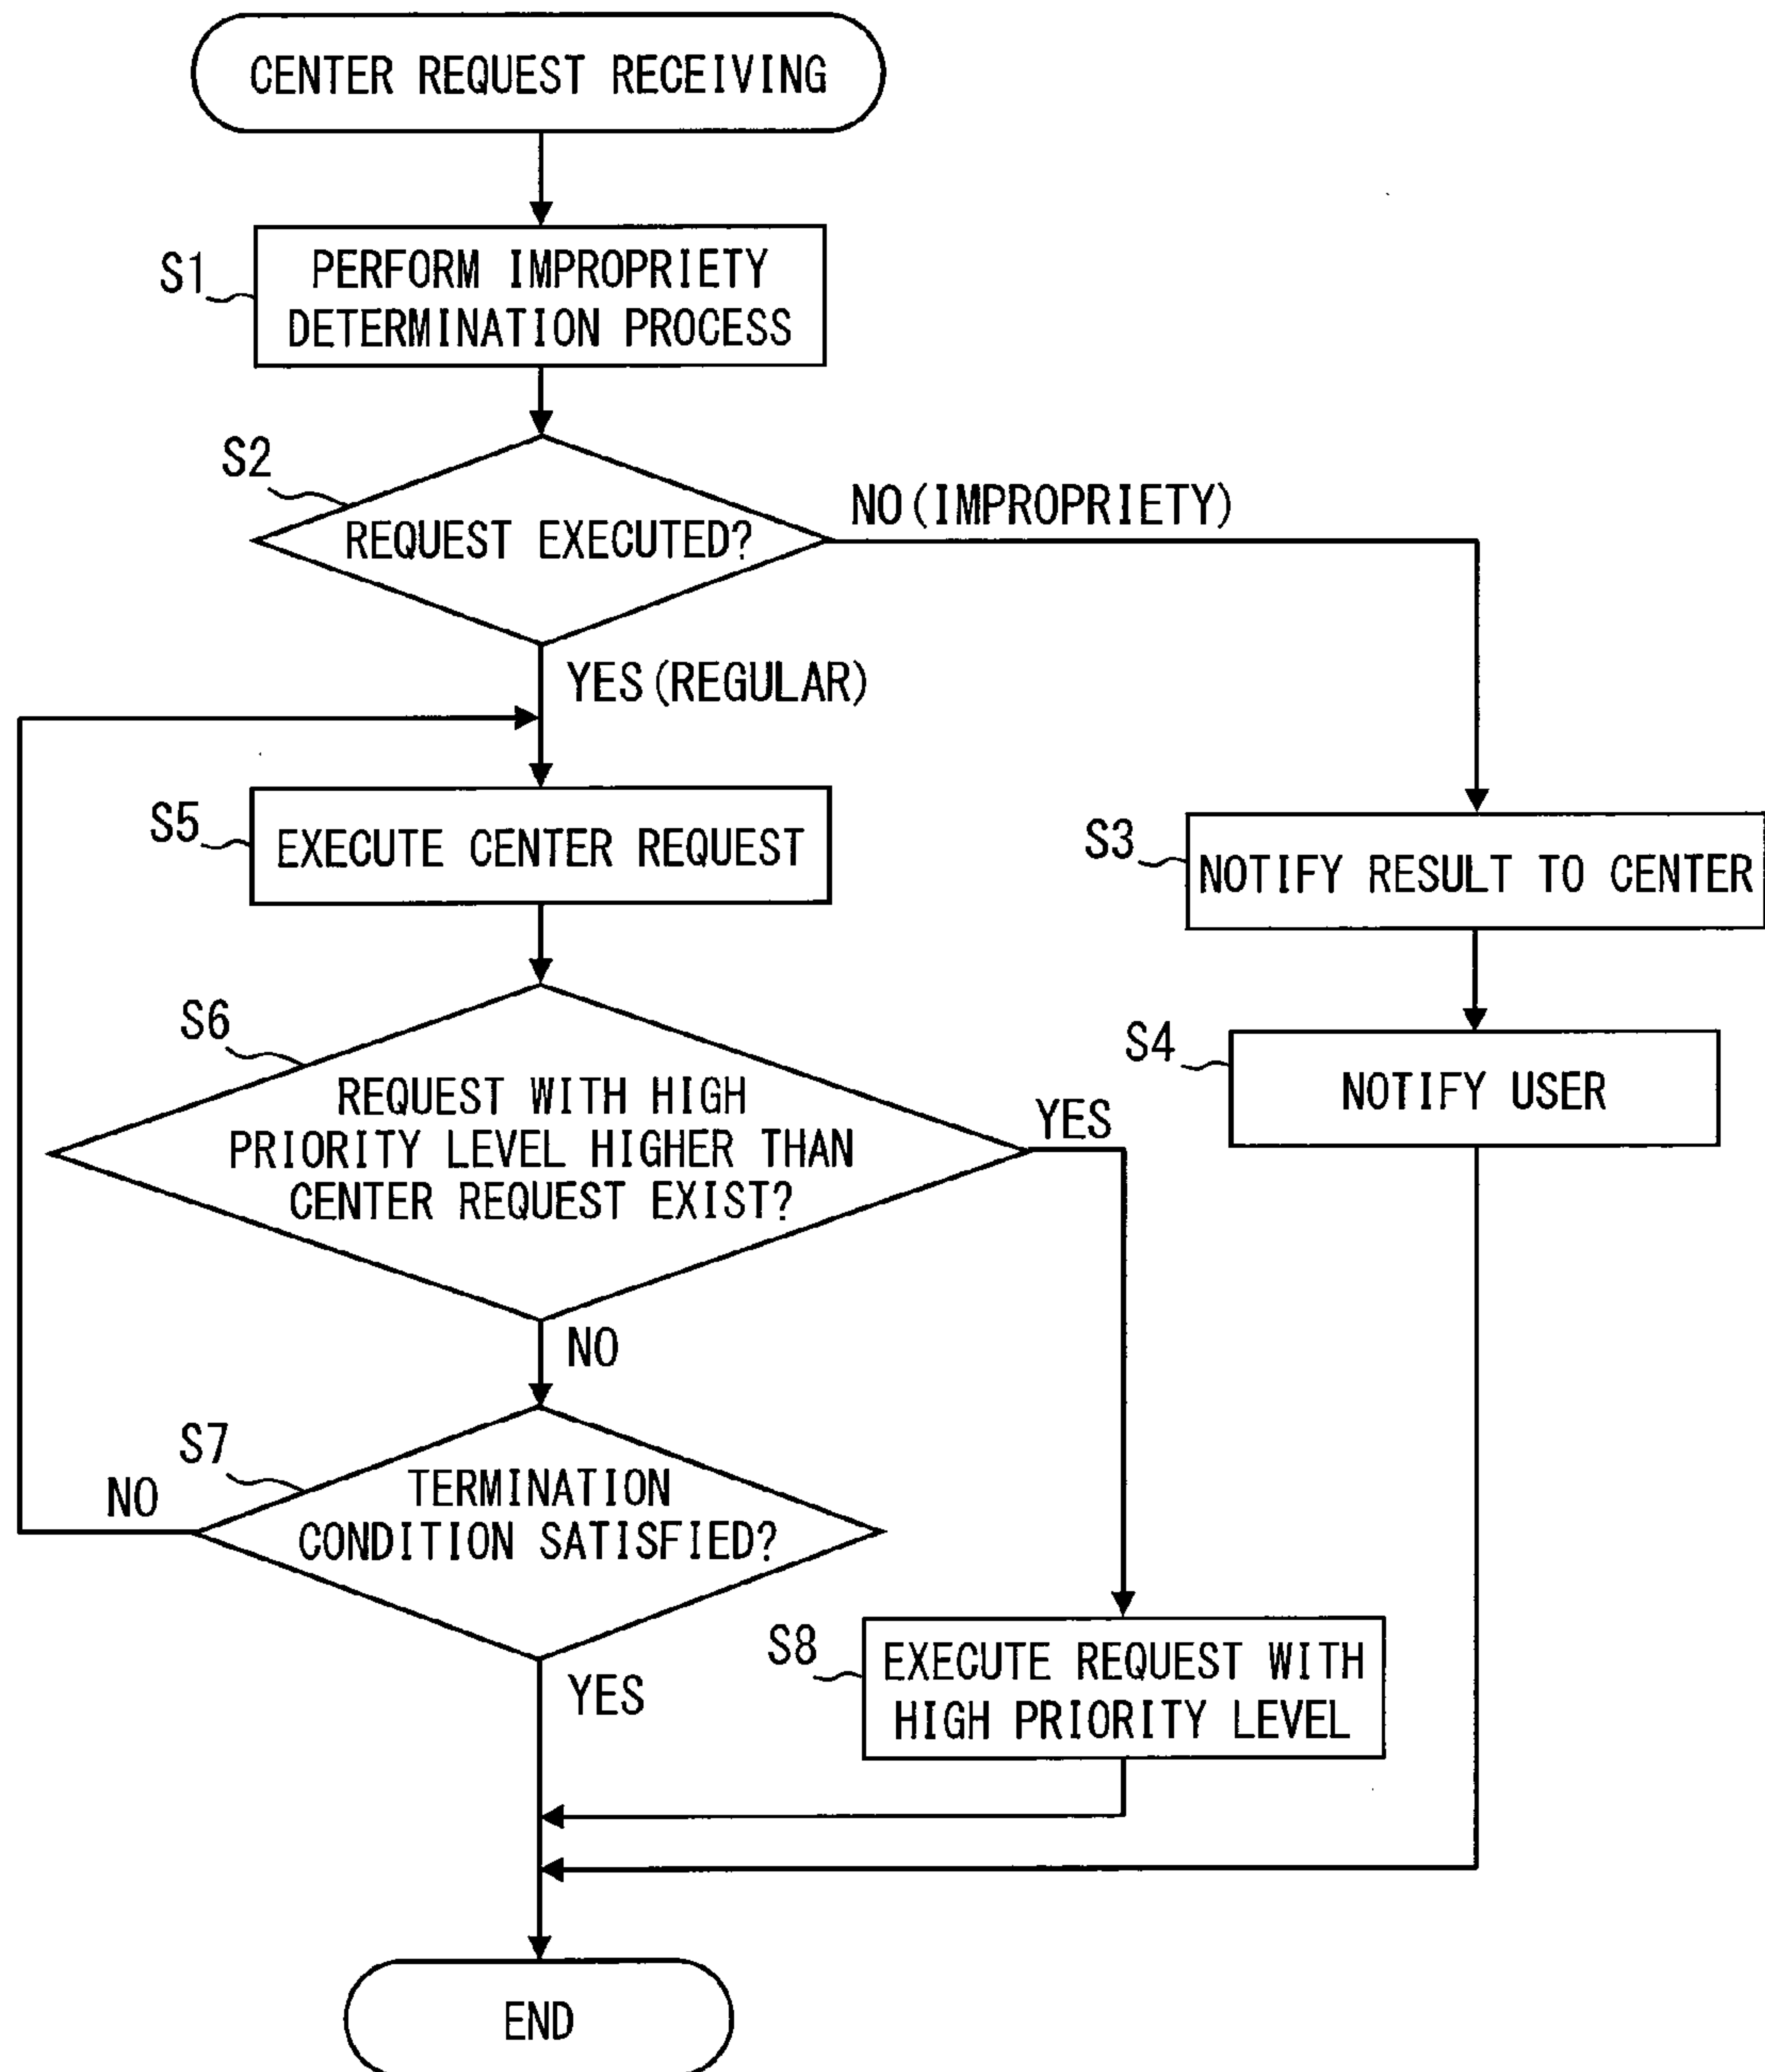 CENTER REQUEST RECEIVING
S1
PERFORM IMPROPRIETY
DETERMINATION PROCESS
S2
REQUEST EXECUTED?
NO(IMPROPRIETY)
YES(REGULAR)
S5
EXECUTE CENTER REQUEST
S3
NOTIFY RESULT TO CENTER
S6
REQUEST WITH HIGH
PRIORITY LEVEL HIGHER THAN
CENTER REQUEST EXIST?
YES
S4
NOTIFY USER
NO
S7
TERMINATION
CONDITION SATISFIED?
NO
YES
S8
EXECUTE REQUEST WITH
HIGH PRIORITY LEVEL
END